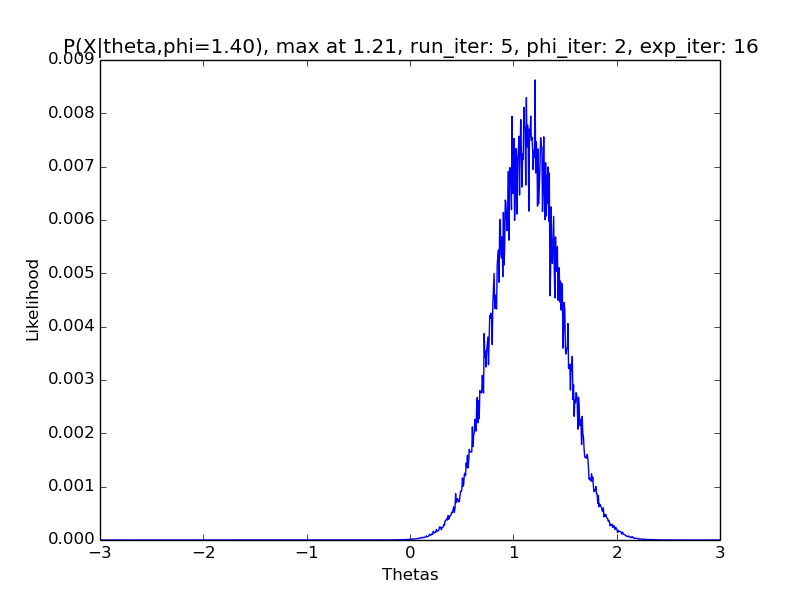 P(X|theta,phi=1.40), max at 1.21, run_iter: 5, phi_iter: 2, exp_iter: 16
0.009
0.008
0.007
0.006
0.005
0.004
0.003
0.002
0.001
0.000
Likelihood
−3 −2 −1 0 1 2 3
Thetas